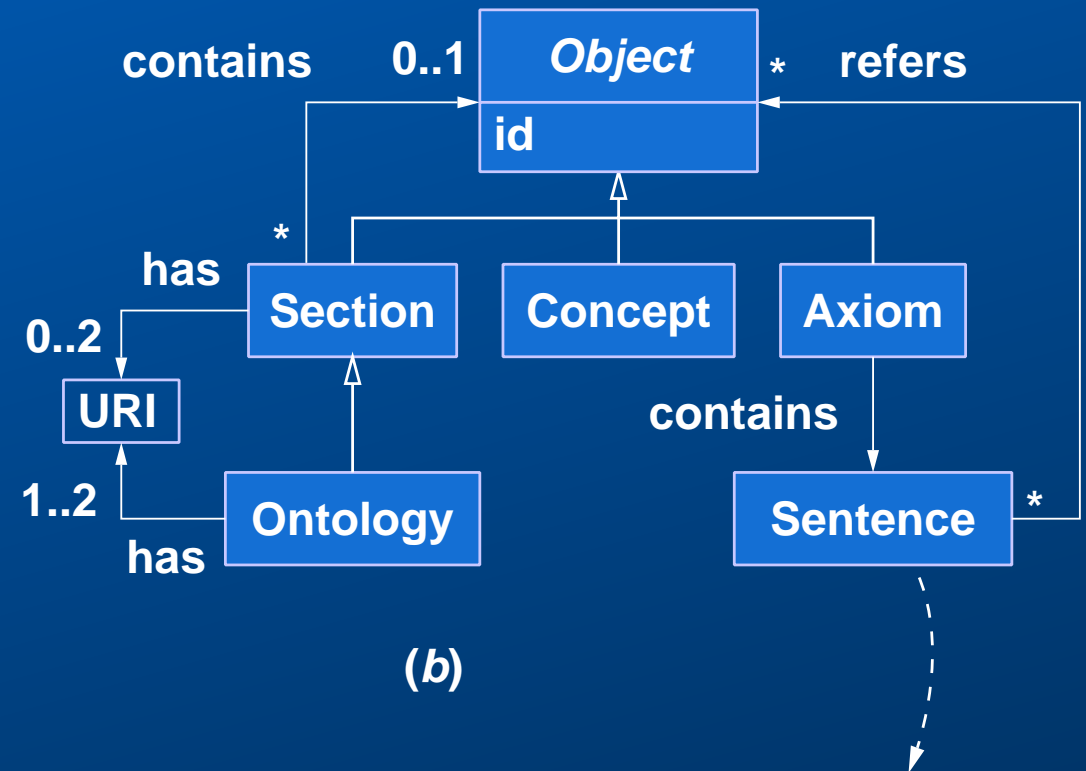 contains 0..1 Object * refers
id
*
has
Section Concept Axiom
0..2
URI
contains
1..2
Ontology Sentence *
has
(b)